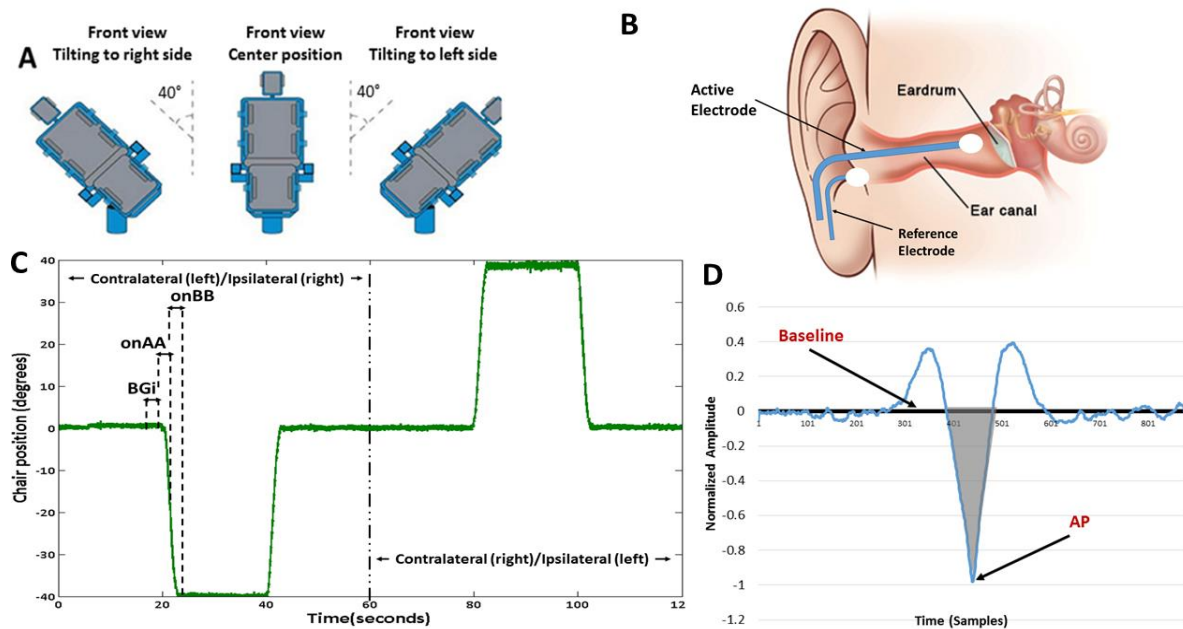 A
Front view
Tilting to right side
Front view
Center position
Front view
Tilting to left side
40°
40°
B
Active
Electrode
Eardrum
Ear canal
Reference
Electrode
C
Contralateral (left)/Ipsilateral (right)
onBB
onAA
BGi
Contralateral (right)/Ipsilateral (left)
Chair position (degrees)
40
30
20
10
0
-10
-20
-30
-40
0
20
40
60
80
100
12
Time(seconds)
D
Baseline
AP
Normalized Amplitude
0.6
0.4
0.2
0
-0.2
-0.4
-0.6
-0.8
-1
-1.2
1
101
201
301
401
501
601
701
801
Time (Samples)